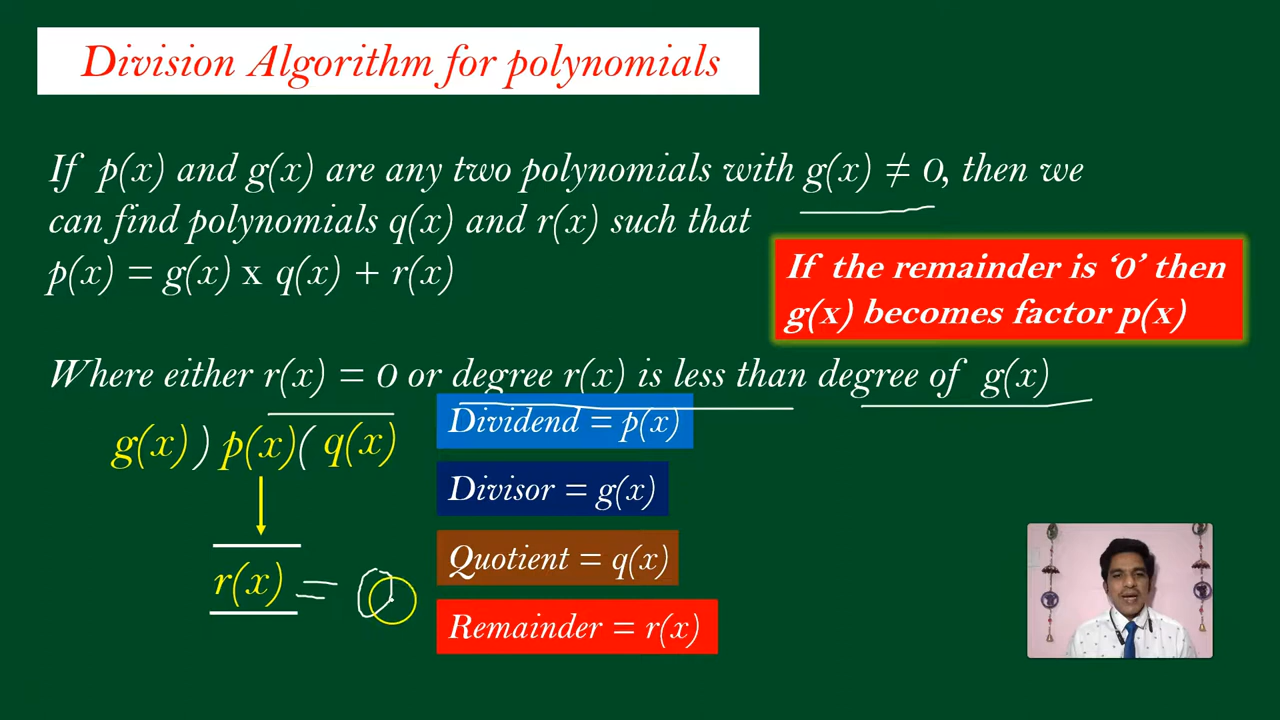 Division Algorithm for polynomials
If p(x) and g(x) are any two polynomials with g(x) ≠ 0, then we
can find polynomials q(x) and r(x) such that
p(x) = g(x) x q(x) + r(x)
If the remainder is ‘0’ then
g(x) becomes factor p(x)
Where either r(x) = 0 or degree r(x) is less than degree of g(x)
g(x) ) p(x) ( q(x)
r(x) = 0
Dividend = p(x)
Divisor = g(x)
Quotient = q(x)
Remainder = r(x)